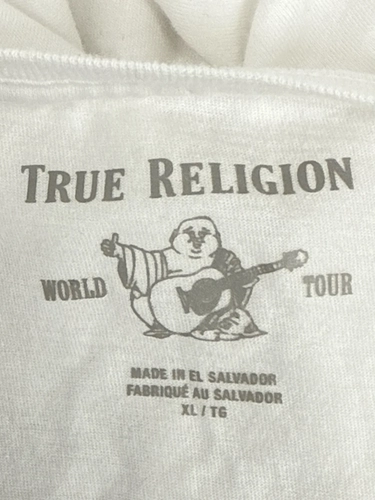 TRUE RELIGION
WORLD TOUR
MADE IN EL SALVADOR
FABRIQUÉ AU SALVADOR
XL / TG